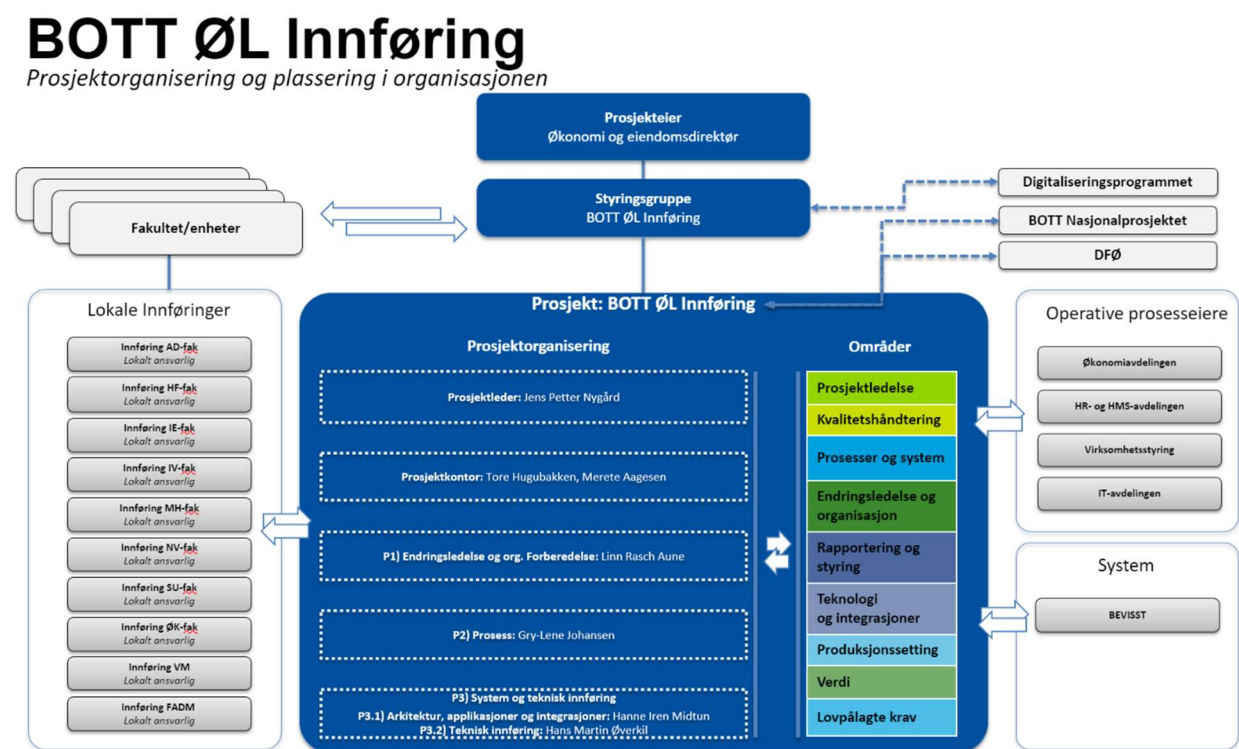 BOTT ØL Innføring
Prosjektorganisering og plassering i organisasjonen
Prosjekteier
Økonomi og eiendomsdirektør
Styringsgruppe
BOTT ØL Innføring
Digitaliseringsprogrammet
BOTT Nasjonalprosjektet
DFØ
Fakultet/enheter
Lokale Innføringer
Innføring AD-fak
Lokalt ansvarlig
Innføring HF-fak
Lokalt ansvarlig
Innføring IE-fak
Lokalt ansvarlig
Innføring IV-fak
Lokalt ansvarlig
Innføring MH-fak
Lokalt ansvarlig
Innføring NV-fak
Lokalt ansvarlig
Innføring SU-fak
Lokalt ansvarlig
Innføring ØK-fak
Lokalt ansvarlig
Innføring VM
Lokalt ansvarlig
Innføring FADM
Lokalt ansvarlig
Prosjekt: BOTT ØL Innføring
Prosjektorganisering
Prosjektleder: Jens Petter Nygård
Prosjektkontor: Tore Hugubakken, Merete Aagesen
P1) Endringsledelse og org. Forberedelse: Linn Rasch Aune
P2) Prosess: Gry-Lene Johansen
P3) System og teknisk innføring
P3.1) Arkitektur, applikasjoner og integrasjoner: Hanne Iren Midtun
P3.2) Teknisk innføring: Hans Martin Øverkil
Områder
Prosjektledelse
Kvalitetshåndtering
Prosesser og system
Endringsledelse og
organisasjon
Rapportering og
styring
Teknologi
og integrasjoner
Produksjonssetting
Verdi
Lovpålagte krav
Operative prosesseiere
Økonomiavdelingen
HR- og HMS-avdelingen
Virksomhetsstyring
IT-avdelingen
System
BEVISST